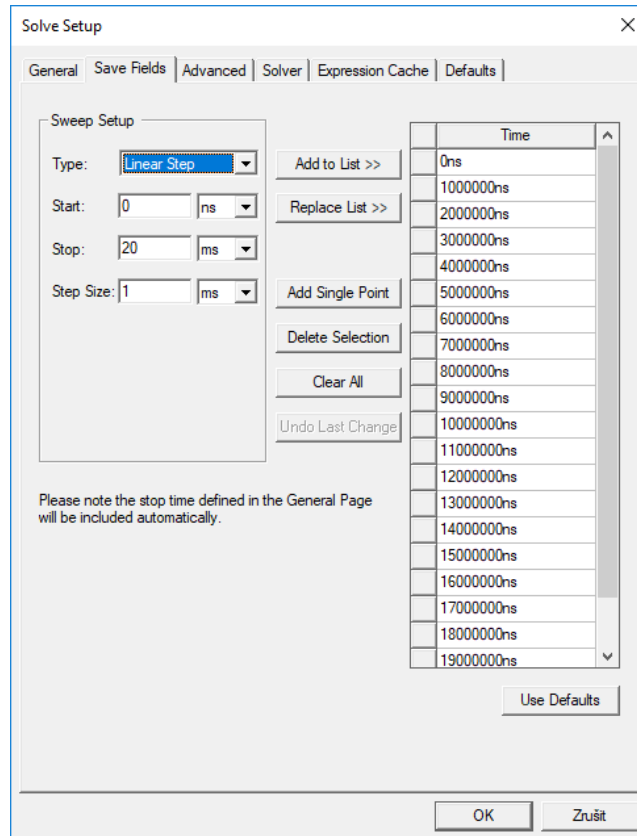 Solve Setup
General Save Fields Advanced Solver Expression Cache Defaults
Sweep Setup
Type: Linear Step
Start: 0 ns
Stop: 20 ms
Step Size: 1 ms
Add to List >>
Replace List >>
Add Single Point
Delete Selection
Clear All
Undo Last Change
Please note the stop time defined in the General Page
will be included automatically.
Time
0ns
1000000ns
2000000ns
3000000ns
4000000ns
5000000ns
6000000ns
7000000ns
8000000ns
9000000ns
10000000ns
11000000ns
12000000ns
13000000ns
14000000ns
15000000ns
16000000ns
17000000ns
18000000ns
19000000ns
Use Defaults
OK
Zrušit